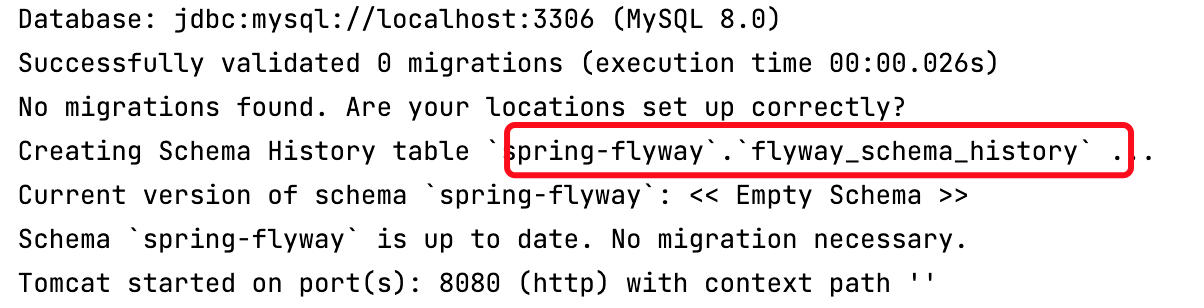 Database: jdbc:mysql://localhost:3306 (MySQL 8.0)
Successfully validated 0 migrations (execution time 00:00.026s)
No migrations found. Are your locations set up correctly?
Creating Schema History table `spring-flyway`.`flyway_schema_history` ...
Current version of schema `spring-flyway`: << Empty Schema >>
Schema `spring-flyway` is up to date. No migration necessary.
Tomcat started on port(s): 8080 (http) with context path ''